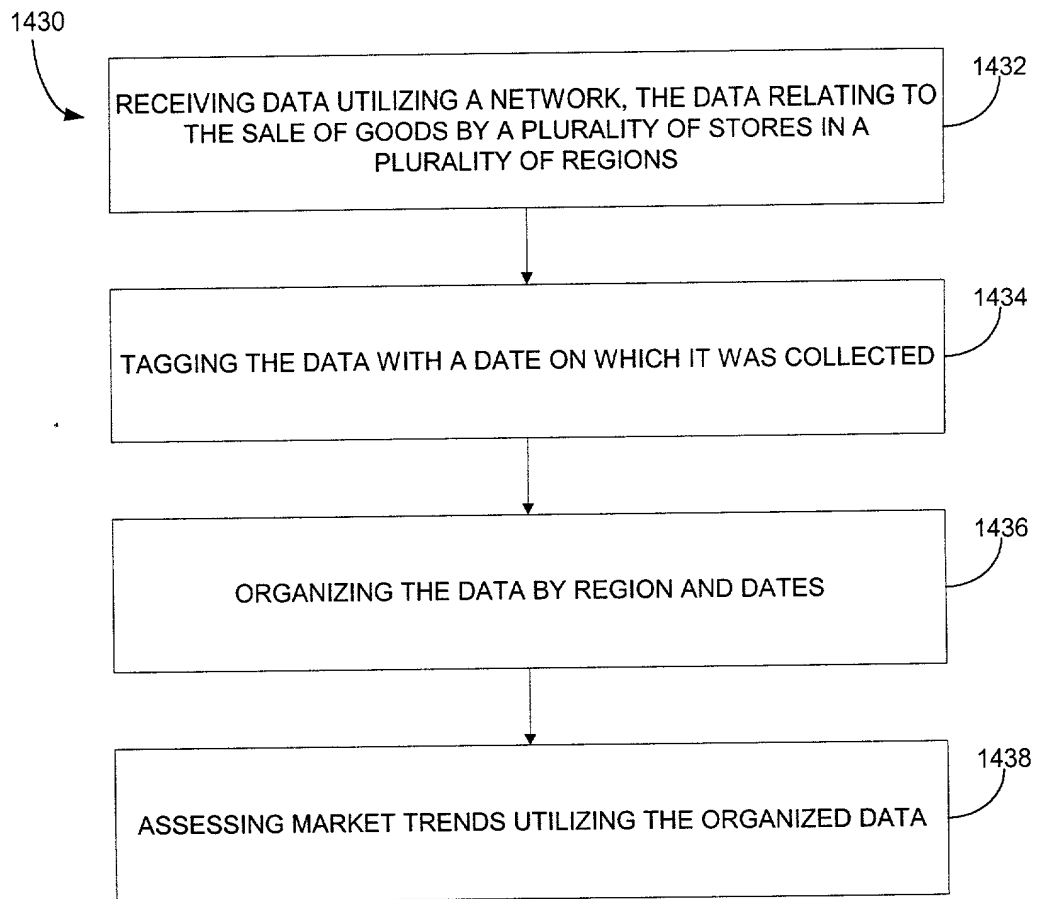 1430
1432
RECEIVING DATA UTILIZING A NETWORK, THE DATA RELATING TO
THE SALE OF GOODS BY A PLURALITY OF STORES IN A
PLURALITY OF REGIONS
1434
TAGGING THE DATA WITH A DATE ON WHICH IT WAS COLLECTED
1436
ORGANIZING THE DATA BY REGION AND DATES
1438
ASSESSING MARKET TRENDS UTILIZING THE ORGANIZED DATA